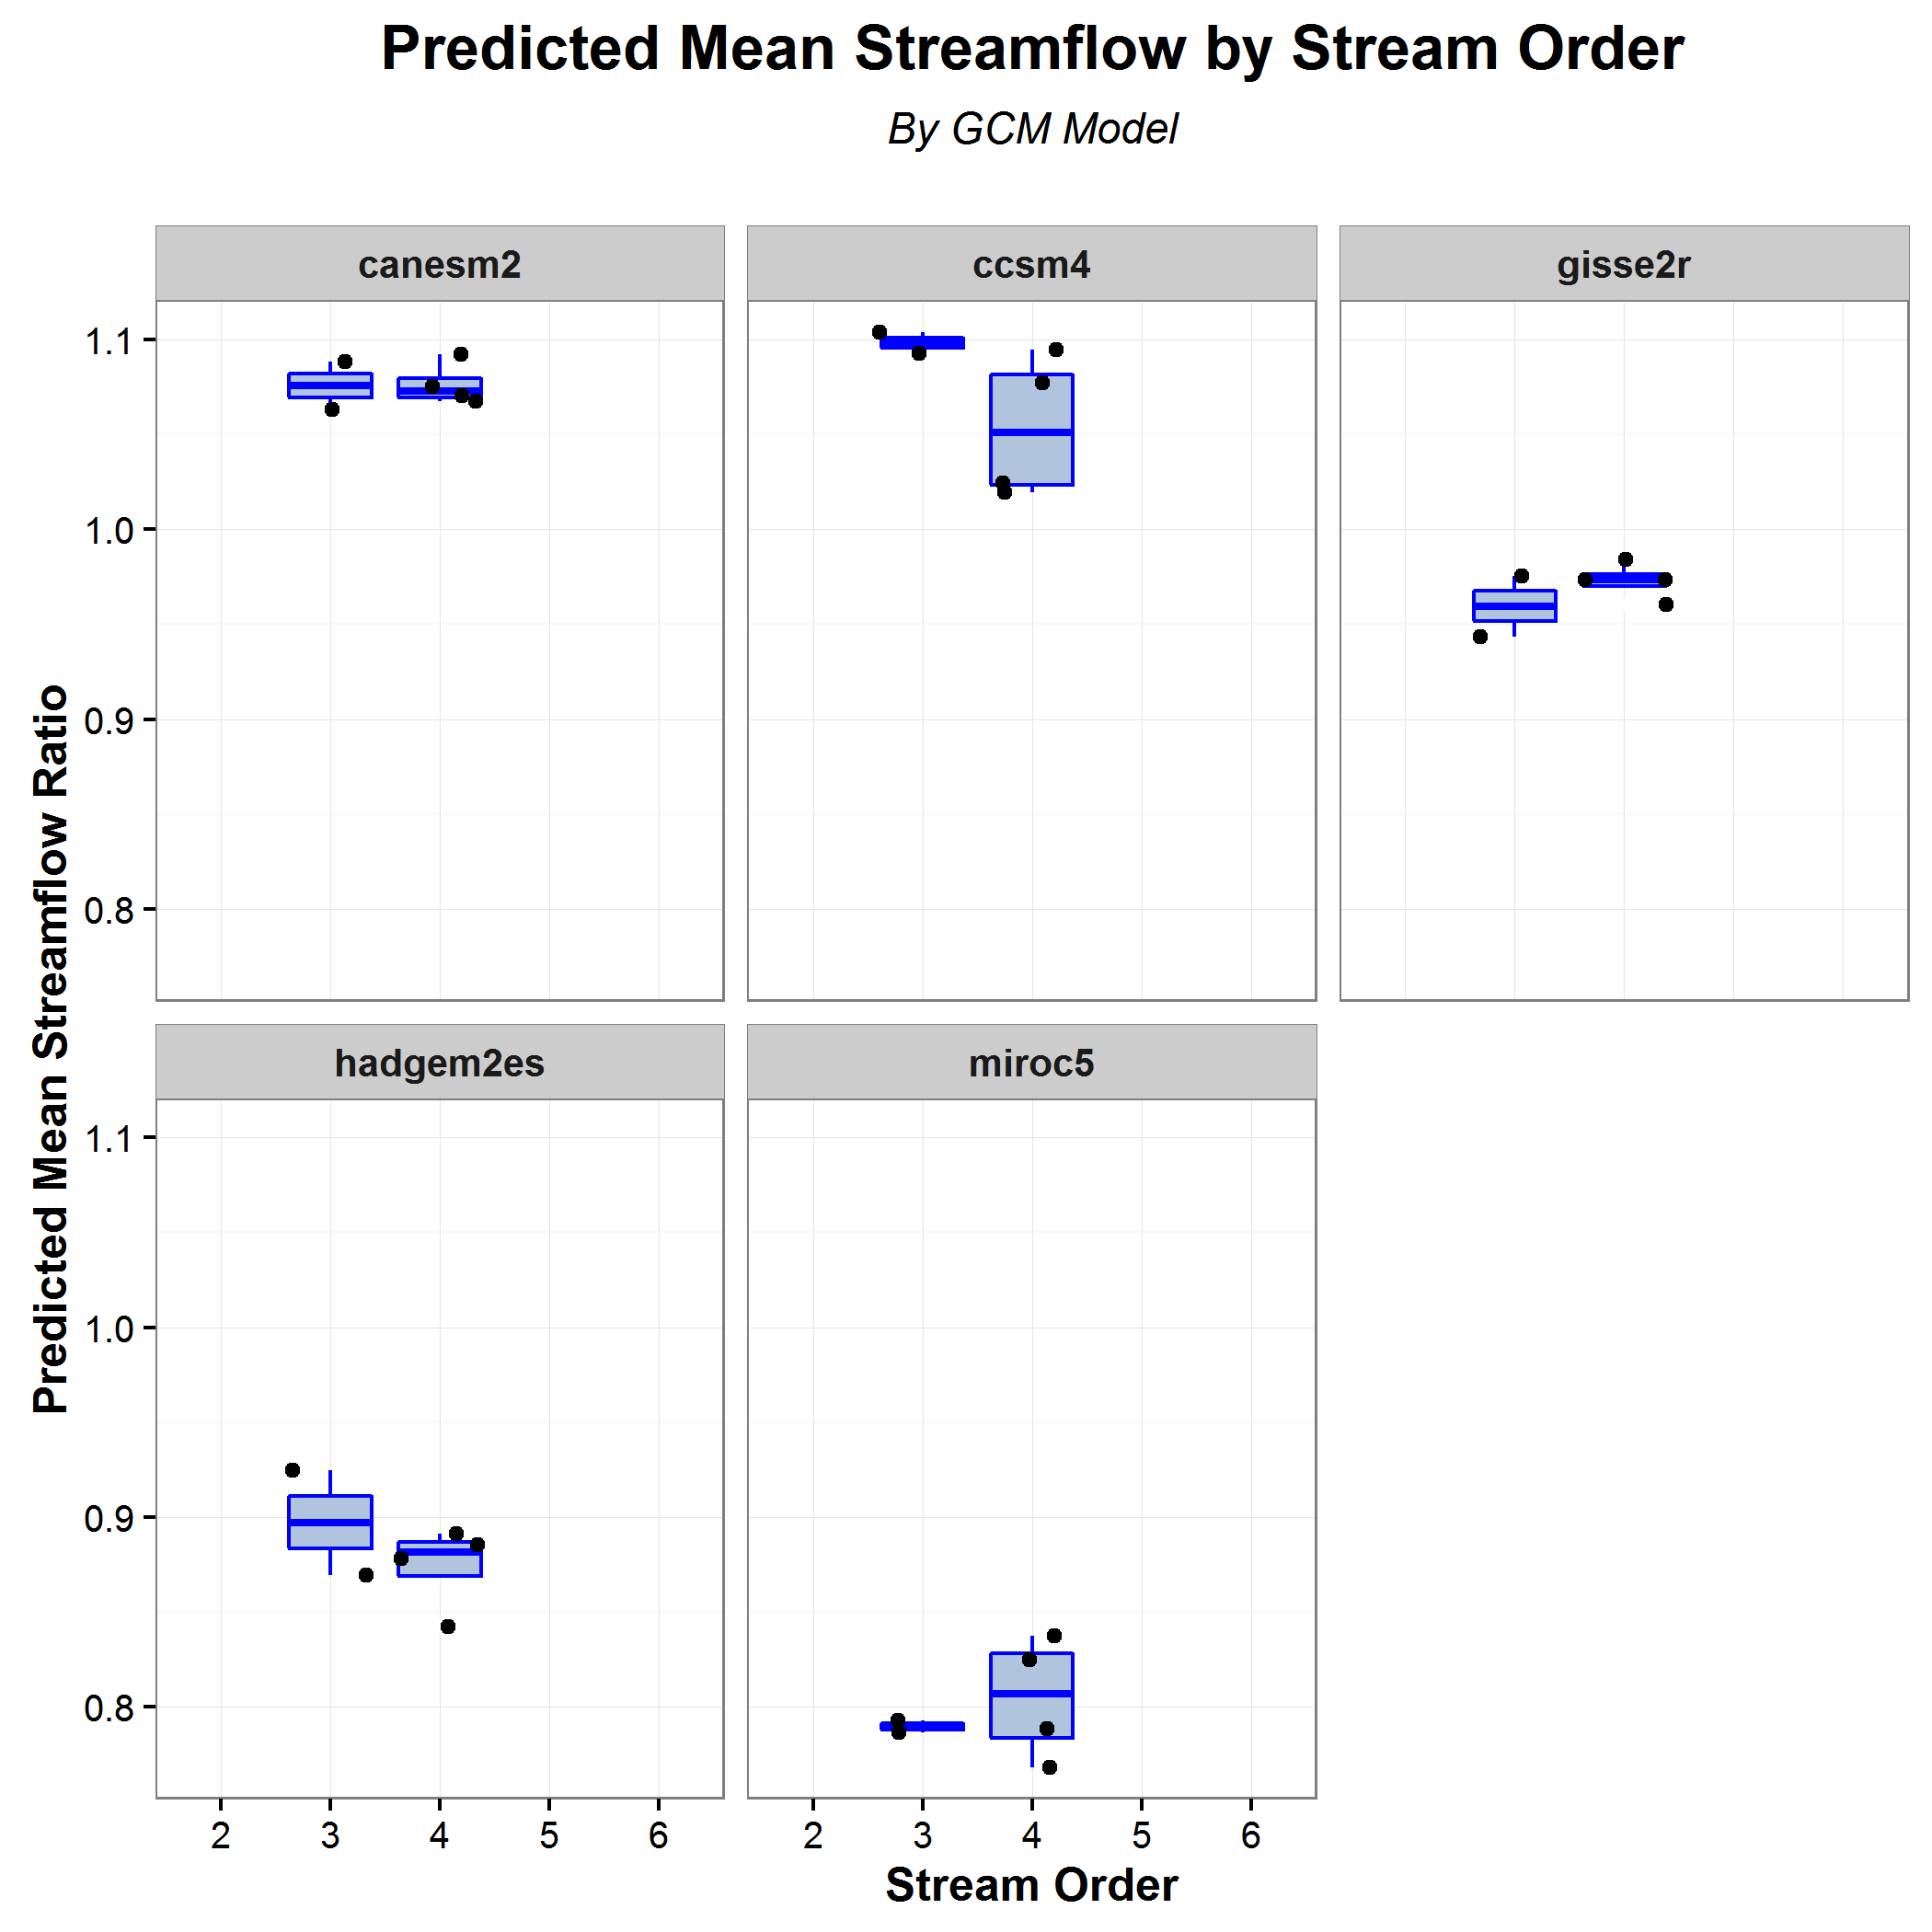 Predicted Mean Streamflow by Stream Order
By GCM Model
canesm2
ccsm4
gisse2r
1.1
1.0
0.9
0.8
Predicted Mean Streamflow Ratio
hadgem2es
miroc5
1.1
1.0
0.9
0.8
2 3 4 5 6
2 3 4 5 6
Stream Order